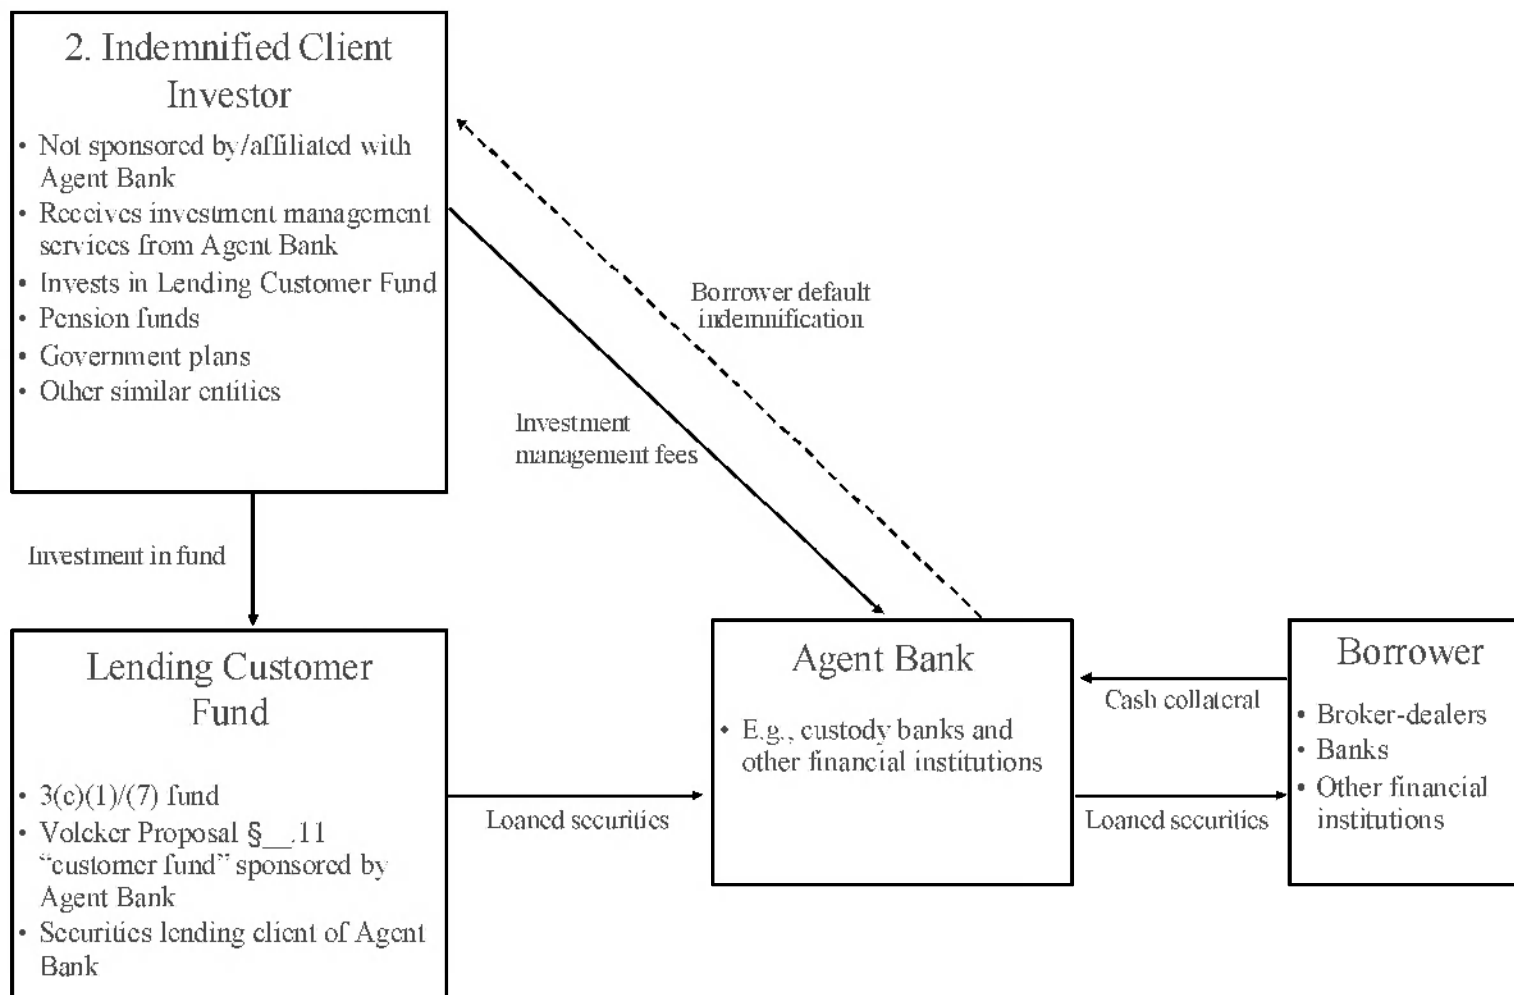 2. Indemnified Client
Investor
• Not sponsored by/affiliated with
Agent Bank
• Receives investment management
services from Agent Bank
• Invests in Lending Customer Fund
• Pension funds
• Government plans
• Other similar entities
Borrower default
indemnification
Investment
management fees
Investment in fund
Lending Customer
Fund
• 3(c)(1)/(7) fund
• Volcker Proposal §__.11
“customer fund” sponsored by
Agent Bank
• Securities lending client of Agent
Bank
Loaned securities
Agent Bank
• E.g., custody banks and
other financial institutions
Cash collateral
Loaned securities
Borrower
• Broker-dealers
• Banks
• Other financial
institutions